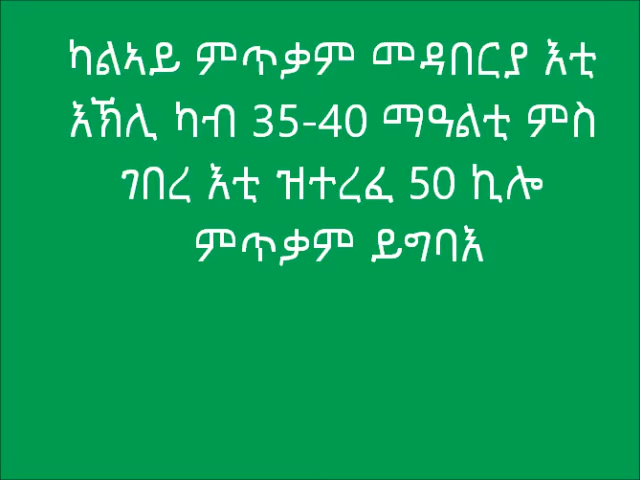 ካልኣይ ምጥቃም መዳበርያ እቲ
እኽሊ ካብ 35-40 ማዓልቲ ምስ
ገበረ እቲ ዝተረፈ 50 ኪሎ
ምጥቃም ይግባእ